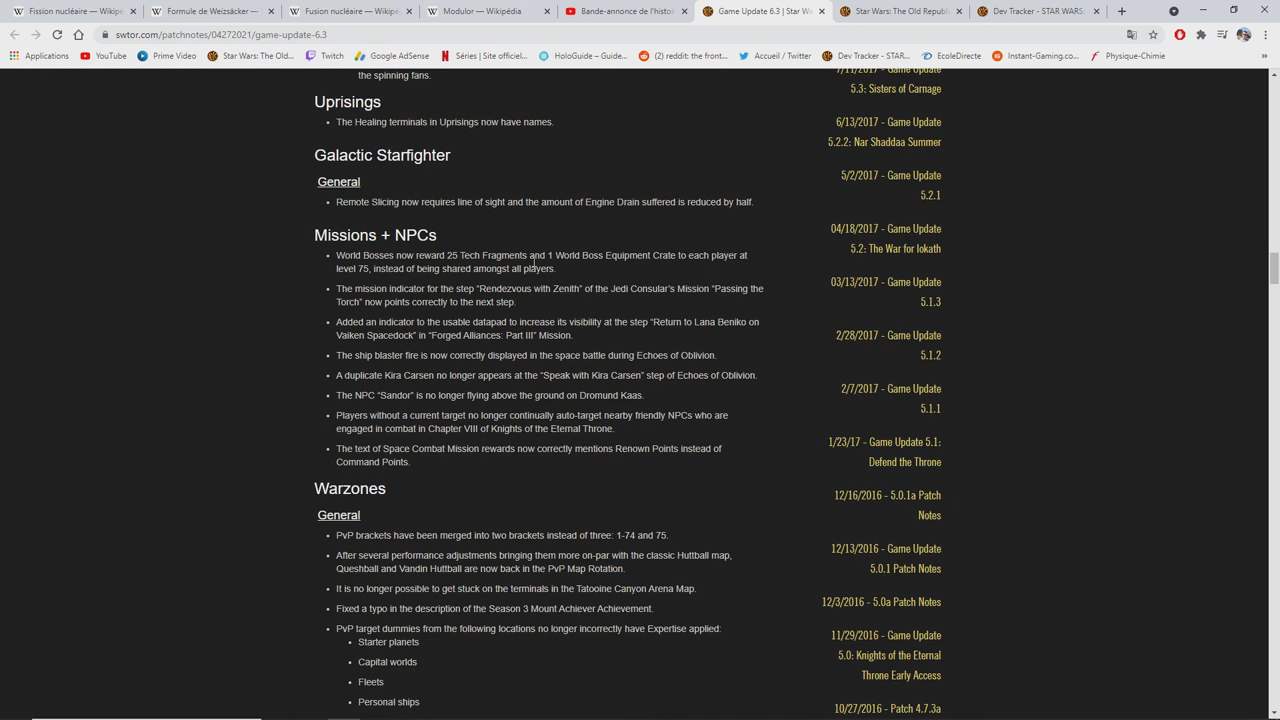 Fission nucléaire — Wikipé
Formule de Weizsäcker —
Fusion nucléaire — Wikipé
Modulor — Wikipédia
Bande-annonce de l'histoi
Game Update 6.3 | Star Wa
Star Wars: The Old Republi
Dev Tracker - STAR WARS:
swtor.com/patchnotes/04272021/game-update-6.3
Applications
YouTube
Prime Video
Star Wars: The Old...
Twitch
Google AdSense
Séries | Site officiel...
HoloGuide – Guide...
(2) reddit: the front...
Accueil / Twitter
Dev Tracker - STAR...
EcoleDirecte
Instant-Gaming.co...
Physique-Chimie
»
the spinning fans.
Uprisings
• The Healing terminals in Uprisings now have names.
Galactic Starfighter
General
• Remote Slicing now requires line of sight and the amount of Engine Drain suffered is reduced by half.
Missions + NPCs
• World Bosses now reward 25 Tech Fragments and 1 World Boss Equipment Crate to each player at
level 75, instead of being shared amongst all players.
• The mission indicator for the step “Rendezvous with Zenith” of the Jedi Consular’s Mission “Passing the
Torch” now points correctly to the next step.
• Added an indicator to the usable datapad to increase its visibility at the step “Return to Lana Beniko on
Vaiken Spacedock” in “Forged Alliances: Part III” Mission.
• The ship blaster fire is now correctly displayed in the space battle during Echoes of Oblivion.
• A duplicate Kira Carsen no longer appears at the “Speak with Kira Carsen” step of Echoes of Oblivion.
• The NPC “Sandor” is no longer flying above the ground on Dromund Kaas.
• Players without a current target no longer continually auto-target nearby friendly NPCs who are
engaged in combat in Chapter VIII of Knights of the Eternal Throne.
• The text of Space Combat Mission rewards now correctly mentions Renown Points instead of
Command Points.
Warzones
General
• PvP brackets have been merged into two brackets instead of three: 1-74 and 75.
• After several performance adjustments bringing them more on-par with the classic Huttball map,
Queshball and Vandin Huttball are now back in the PvP Map Rotation.
• It is no longer possible to get stuck on the terminals in the Tatooine Canyon Arena Map.
• Fixed a typo in the description of the Season 3 Mount Achiever Achievement.
• PvP target dummies from the following locations no longer incorrectly have Expertise applied:
• Starter planets
• Capital worlds
• Fleets
• Personal ships
7/11/2017 - Game Update
5.3: Sisters of Carnage
6/13/2017 - Game Update
5.2.2: Nar Shaddaa Summer
5/2/2017 - Game Update
5.2.1
04/18/2017 - Game Update
5.2: The War for Iokath
03/13/2017 - Game Update
5.1.3
2/28/2017 - Game Update
5.1.2
2/7/2017 - Game Update
5.1.1
1/23/17 - Game Update 5.1:
Defend the Throne
12/16/2016 - 5.0.1a Patch
Notes
12/13/2016 - Game Update
5.0.1 Patch Notes
12/3/2016 - 5.0a Patch Notes
11/29/2016 - Game Update
5.0: Knights of the Eternal
Throne Early Access
10/27/2016 - Patch 4.7.3a